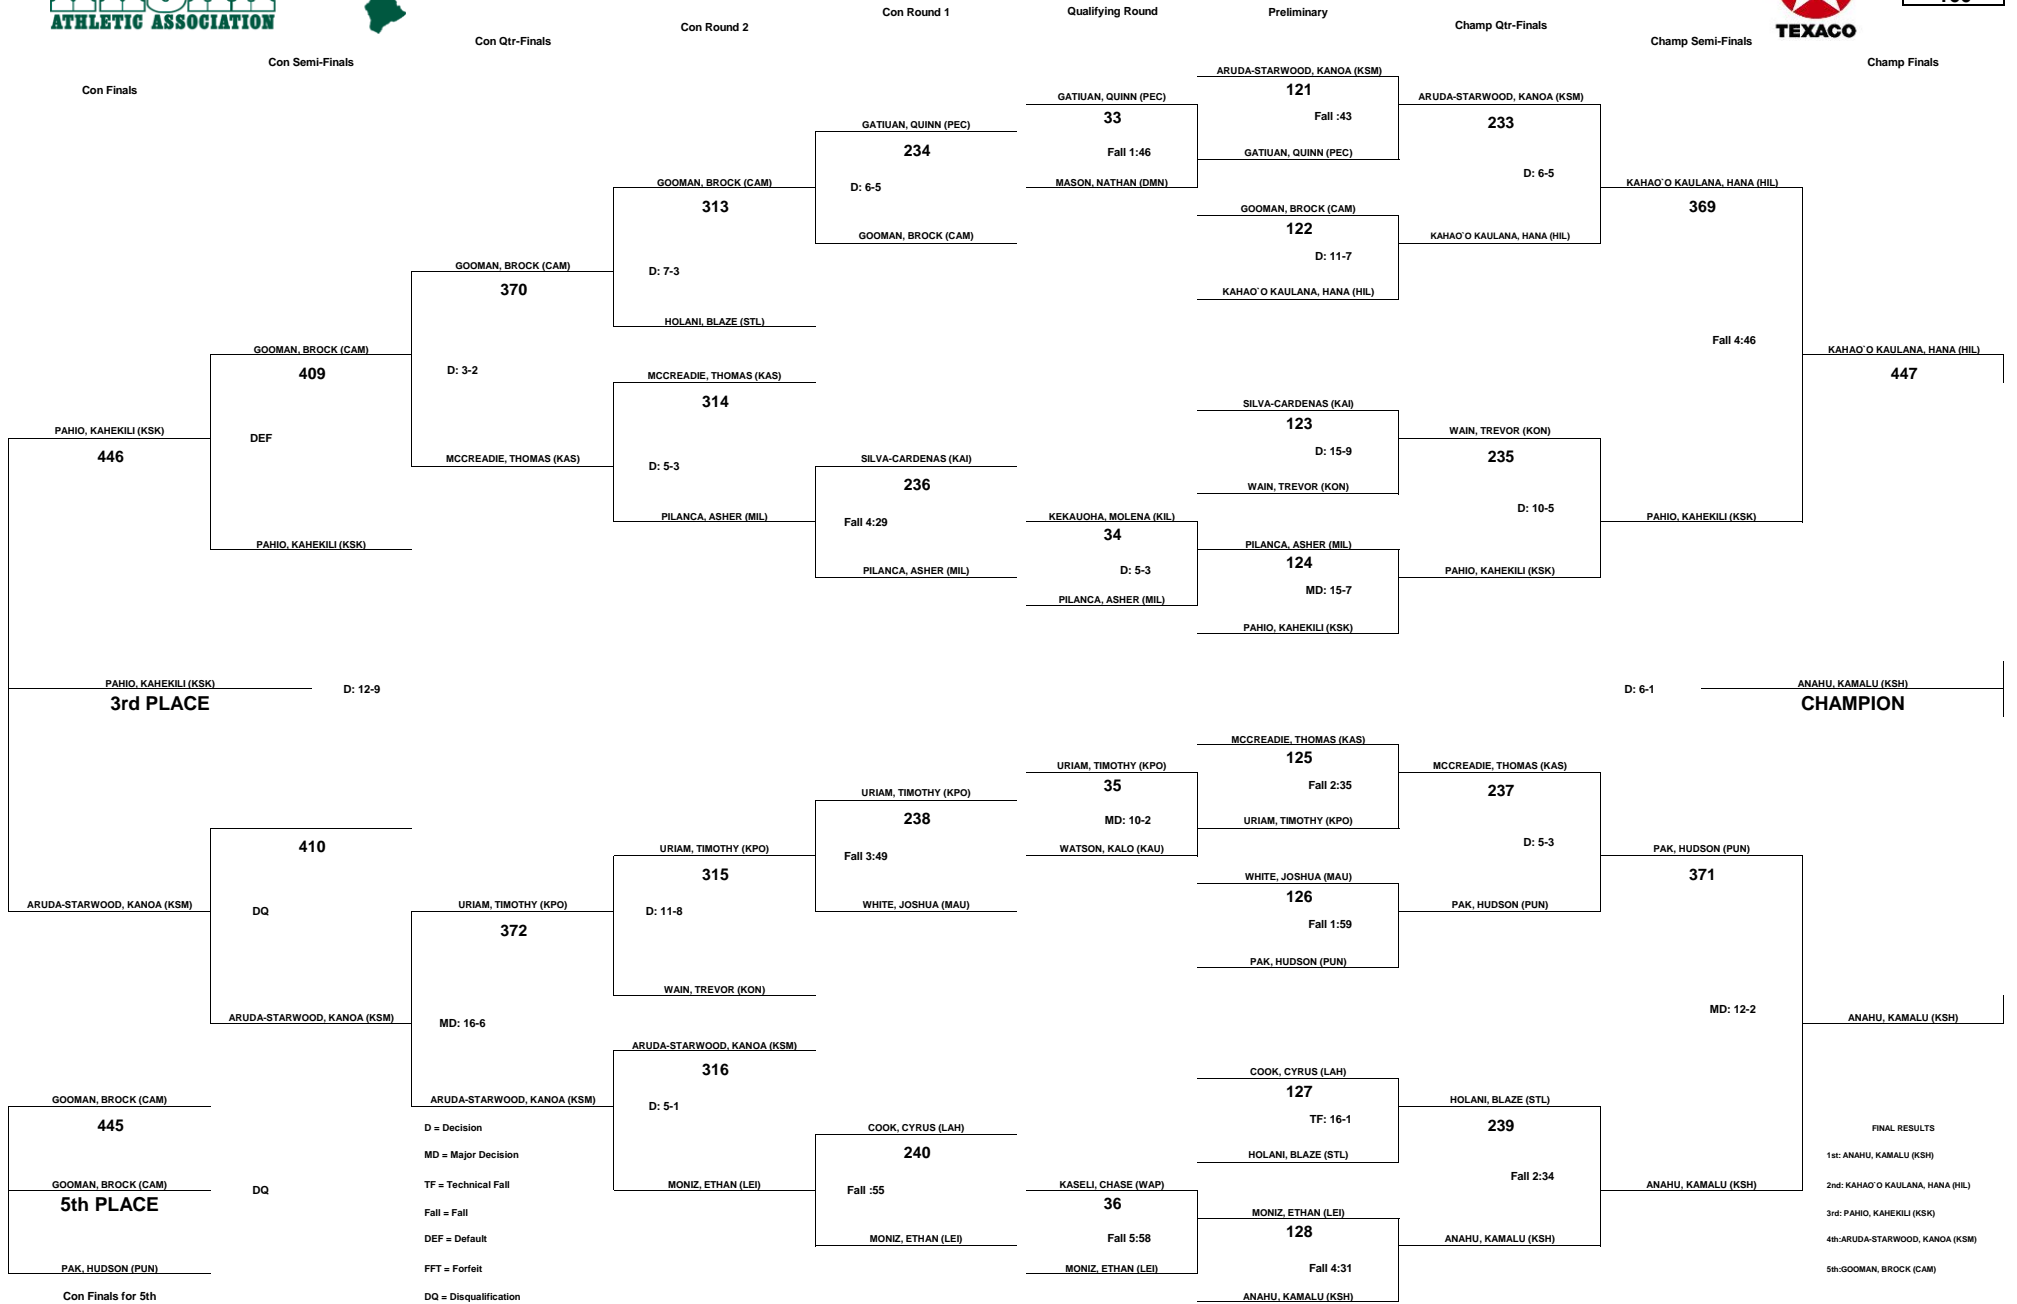 ATHLETIC ASSOCIATION
TEXACO
Con Finals
Con Semi-Finals
Con Qtr-Finals
Con Round 2
Con Round 1
Qualifying Round
Preliminary
Champ Qtr-Finals
Champ Semi-Finals
Champ Finals
ARUDA-STARWOOD, KANOA (KSM)
121
Fall :43
GATIUAN, QUINN (PEC)
GOOMAN, BROCK (CAM)
122
D: 11-7
KAHAO`O KAULANA, HANA (HIL)
SILVA-CARDENAS (KAI)
123
D: 15-9
WAIN, TREVOR (KON)
PILANCA, ASHER (MIL)
124
MD: 15-7
PAHIO, KAHEKILI (KSK)
MCCREADIE, THOMAS (KAS)
125
Fall 2:35
URIAM, TIMOTHY (KPO)
WHITE, JOSHUA (MAU)
126
Fall 1:59
PAK, HUDSON (PUN)
COOK, CYRUS (LAH)
127
TF: 16-1
HOLANI, BLAZE (STL)
MONIZ, ETHAN (LEI)
128
Fall 4:31
ANAHU, KAMALU (KSH)
GATIUAN, QUINN (PEC)
33
Fall 1:46
MASON, NATHAN (DMN)
KEKAUOHA, MOLENA (KIL)
34
D: 5-3
PILANCA, ASHER (MIL)
URIAM, TIMOTHY (KPO)
35
MD: 10-2
WATSON, KALO (KAU)
KASELI, CHASE (WAP)
36
Fall 5:58
MONIZ, ETHAN (LEI)
ARUDA-STARWOOD, KANOA (KSM)
233
D: 6-5
KAHAO`O KAULANA, HANA (HIL)
WAIN, TREVOR (KON)
235
D: 10-5
PAHIO, KAHEKILI (KSK)
MCCREADIE, THOMAS (KAS)
237
D: 5-3
PAK, HUDSON (PUN)
HOLANI, BLAZE (STL)
239
Fall 2:34
ANAHU, KAMALU (KSH)
KAHAO`O KAULANA, HANA (HIL)
369
Fall 4:46
PAHIO, KAHEKILI (KSK)
PAK, HUDSON (PUN)
371
MD: 12-2
ANAHU, KAMALU (KSH)
KAHAO`O KAULANA, HANA (HIL)
447
D: 6-1
ANAHU, KAMALU (KSH)
CHAMPION
ANAHU, KAMALU (KSH)
GATIUAN, QUINN (PEC)
234
D: 6-5
GOOMAN, BROCK (CAM)
SILVA-CARDENAS (KAI)
236
Fall 4:29
PILANCA, ASHER (MIL)
URIAM, TIMOTHY (KPO)
238
Fall 3:49
WHITE, JOSHUA (MAU)
COOK, CYRUS (LAH)
240
Fall :55
MONIZ, ETHAN (LEI)
GOOMAN, BROCK (CAM)
313
D: 7-3
HOLANI, BLAZE (STL)
MCCREADIE, THOMAS (KAS)
314
D: 5-3
PILANCA, ASHER (MIL)
URIAM, TIMOTHY (KPO)
315
D: 11-8
WAIN, TREVOR (KON)
ARUDA-STARWOOD, KANOA (KSM)
316
D: 5-1
MONIZ, ETHAN (LEI)
GOOMAN, BROCK (CAM)
370
D: 3-2
MCCREADIE, THOMAS (KAS)
URIAM, TIMOTHY (KPO)
372
MD: 16-6
ARUDA-STARWOOD, KANOA (KSM)
GOOMAN, BROCK (CAM)
409
DEF
PAHIO, KAHEKILI (KSK)
410
DQ
ARUDA-STARWOOD, KANOA (KSM)
PAHIO, KAHEKILI (KSK)
446
PAHIO, KAHEKILI (KSK)
3rd PLACE
D: 12-9
ARUDA-STARWOOD, KANOA (KSM)
GOOMAN, BROCK (CAM)
445
GOOMAN, BROCK (CAM)
5th PLACE
DQ
PAK, HUDSON (PUN)
Con Finals for 5th
D = Decision
MD = Major Decision
TF = Technical Fall
Fall = Fall
DEF = Default
FFT = Forfeit
DQ = Disqualification
FINAL RESULTS
1st: ANAHU, KAMALU (KSH)
2nd: KAHAO`O KAULANA, HANA (HIL)
3rd: PAHIO, KAHEKILI (KSK)
4th:ARUDA-STARWOOD, KANOA (KSM)
5th:GOOMAN, BROCK (CAM)